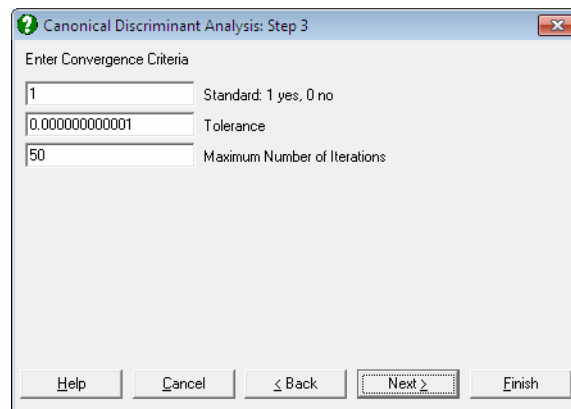 Canonical Discriminant Analysis: Step 3
Enter Convergence Criteria
1 Standard: 1 yes, 0 no
0.000000000001 Tolerance
50 Maximum Number of Iterations
Help Cancel < Back Next > Finish